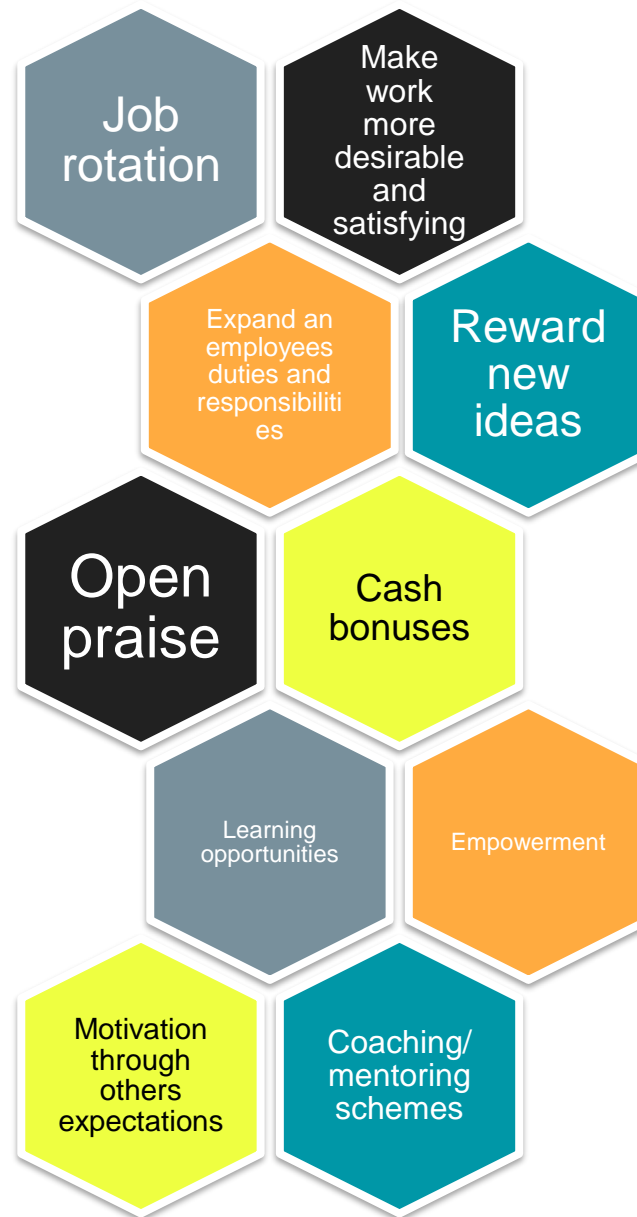 Job
rotation
Make
work
more
desirable
and
satisfying
Expand an
employees
duties and
responsibiliti
es
Reward
new
ideas
Open
praise
Cash
bonuses
Learning
opportunities
Empowerment
Motivation
through
others
expectations
Coaching/
mentoring
schemes